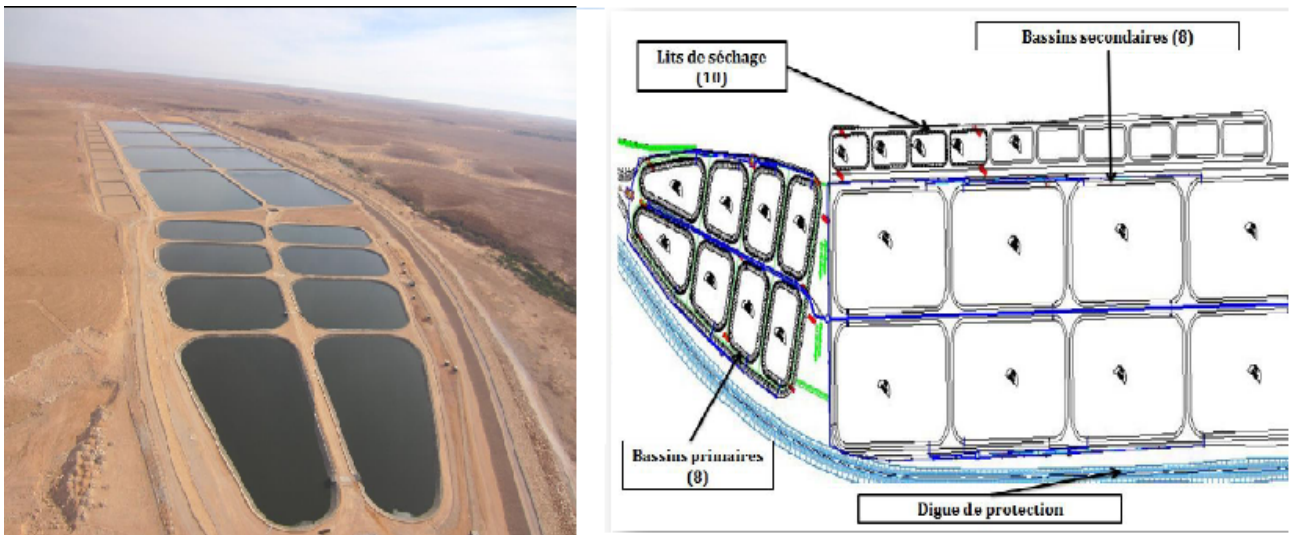 Lits de séchage
(10)
Bassins secondaires (8)
Bassins primaires
(8)
Digue de protection